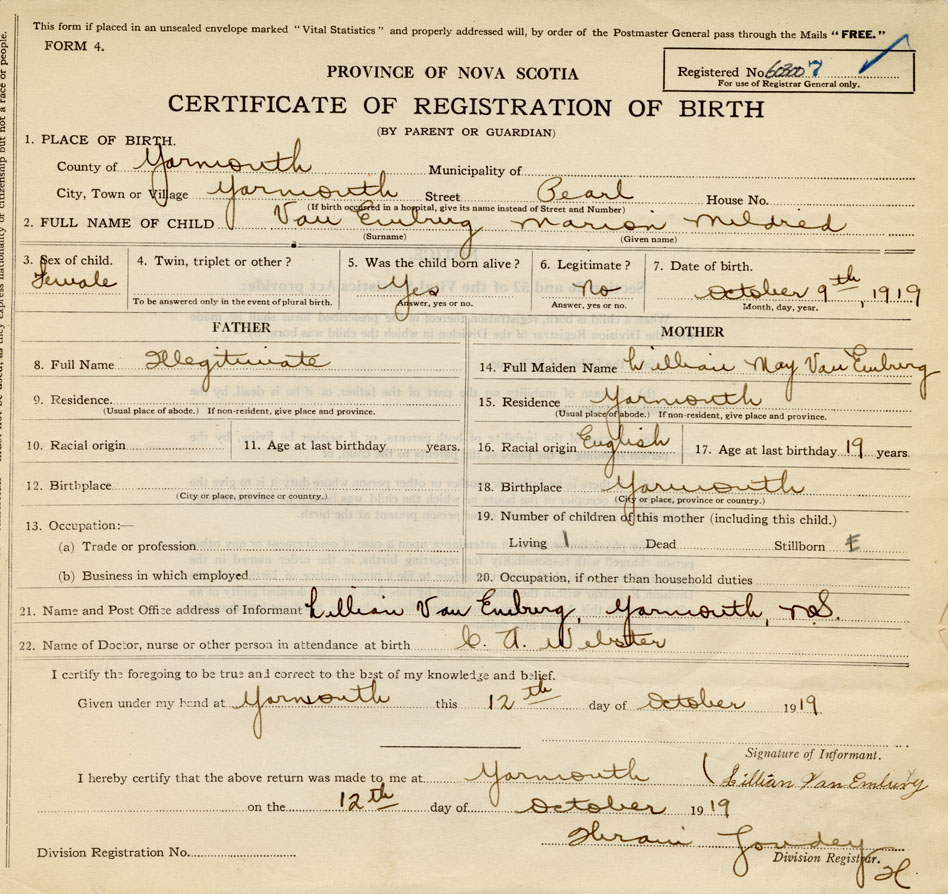 This form if placed in an unsealed envelope marked "Vital Statistics" and properly addressed will, by order of the Postmaster General pass through the Mails "FREE."
FORM 4.
Registered No. 60300 7
For use of Registrar General only.
PROVINCE OF NOVA SCOTIA
CERTIFICATE OF REGISTRATION OF BIRTH
(BY PARENT OR GUARDIAN)
1. PLACE OF BIRTH.
County of Yarmouth Municipality of
City, Town or Village Yarmouth Street Pearl House No.
(If birth occurred in a hospital, give its name instead of Street and Number)
2. FULL NAME OF CHILD Van Emburg Marion Mildred
(Surname) (Given name)
3. Sex of child. 4. Twin, triplet or other? 5. Was the child born alive? 6. Legitimate? 7. Date of birth.
Female Yes No October 9th, 1919
To be answered only in the event of plural birth. Answer, yes or no. Answer, yes or no. Month, day, year.
FATHER MOTHER
8. Full Name Illegitimate 14. Full Maiden Name Lillian May Van Emburg
9. Residence. 15. Residence Yarmouth
(Usual place of abode.) If non-resident, give place and province. (Usual place of abode.) If non-resident, give place and province.
10. Racial origin 11. Age at last birthday years. 16. Racial origin English 17. Age at last birthday 19 years.
12. Birthplace 18. Birthplace Yarmouth
(City or place, province or country.) (City or place, province or country.)
13. Occupation:— 19. Number of children of this mother (including this child.)
(a) Trade or profession Living 1 Dead Stillborn
(b) Business in which employed 20. Occupation, if other than household duties
21. Name and Post Office address of Informant Lillian Van Emburg, Yarmouth, N.S.
22. Name of Doctor, nurse or other person in attendance at birth C. A. Webster
I certify the foregoing to be true and correct to the best of my knowledge and belief.
Given under my hand at Yarmouth this 12th day of October 1919.
Signature of Informant.
I hereby certify that the above return was made to me at Yarmouth (Lillian Van Emburg
on the 12th day of October 1919
Hiram Goudey
Division Registration No. Division Registrar.
H.